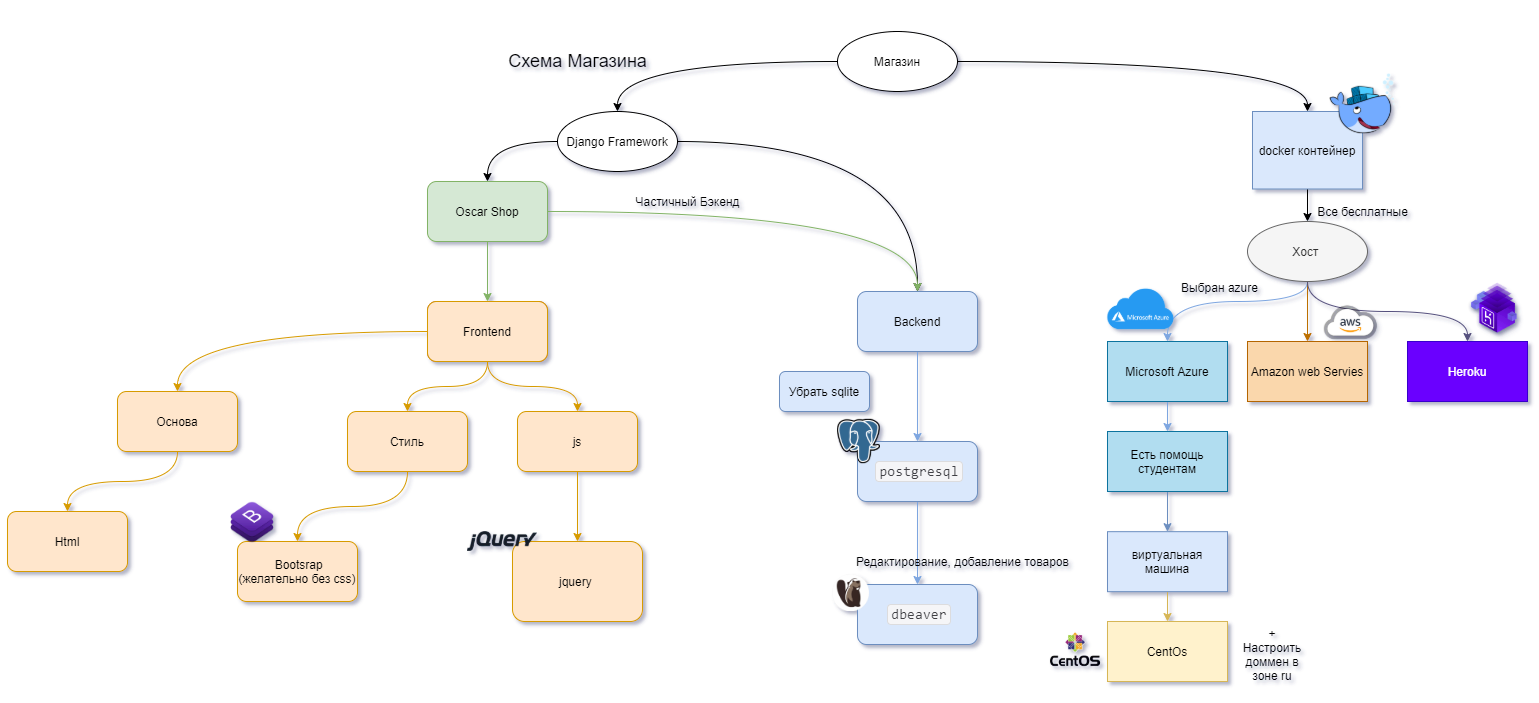 Схема Магазина
Магазин
Django Framework
docker контейнер
Oscar Shop
Частичный Бэкенд
Все бесплатные
Хост
Выбран azure
Microsoft Azure
aws
Frontend
Backend
Microsoft Azure
Amazon web Servies
Heroku
Убрать sqlite
Основа
Стиль
js
postgresql
Есть помощь
студентам
Html
jQuery
Bootsrap
(желательно без css)
jquery
виртуальная
машина
Редактирование, добавление товаров
dbeaver
CentOS
CentOs
+
Настроить
доммен в
зоне ru